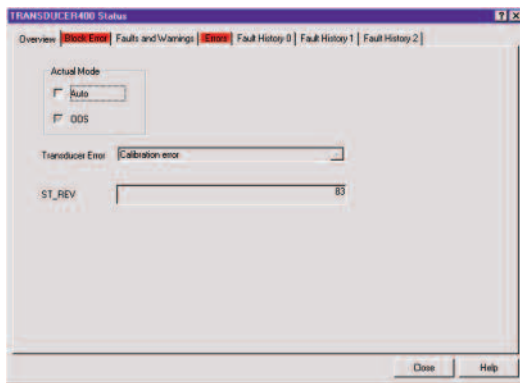 TRANSDUCER400 Status
Overview Block Error Faults and Warnings Errors Fault History 0 Fault History 1 Fault History 2
Actual Mode
Auto
OOS
Transducer Error Calibration error
ST_REV 83
Close Help